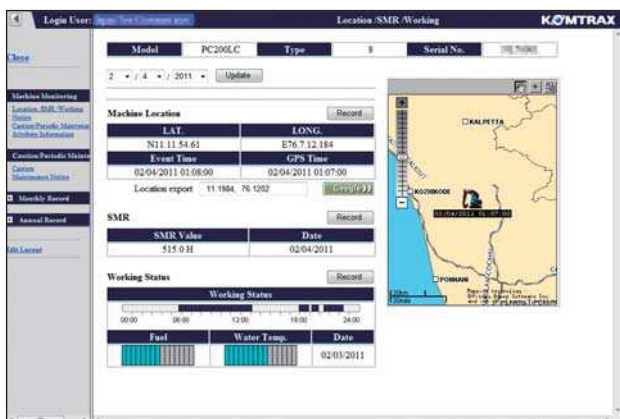 Login User:
Location /SMR /Working
KOMTRAX
Close
Model PC200LC Type 8 Serial No.
2 / 4 / 2011 Update
Machine Monitoring
Location, SMR, Working
Notice
Caution/Periodic Maintenance
Attribute Information
Caution/Periodic Mainte
Caution
Maintenance Notice
Monthly Record
Annual Record
Edit Layout
Machine Location Record
LAT. LONG.
N11.11.54.61 E76.7.12.184
Event Time GPS Time
02/04/2011 01:08:00 02/04/2011 01:07:00
Location export 11.1984, 76.1202 Google
SMR Record
SMR Value Date
515.0 H 02/04/2011
Working Status Record
Working Status
00:00 06:00 12:00 18:00 24:00
Fuel Water Temp. Date
02/03/2011
KALPETTA
KOZHIKODE
02/04/2011 01:07:00
PONNANI